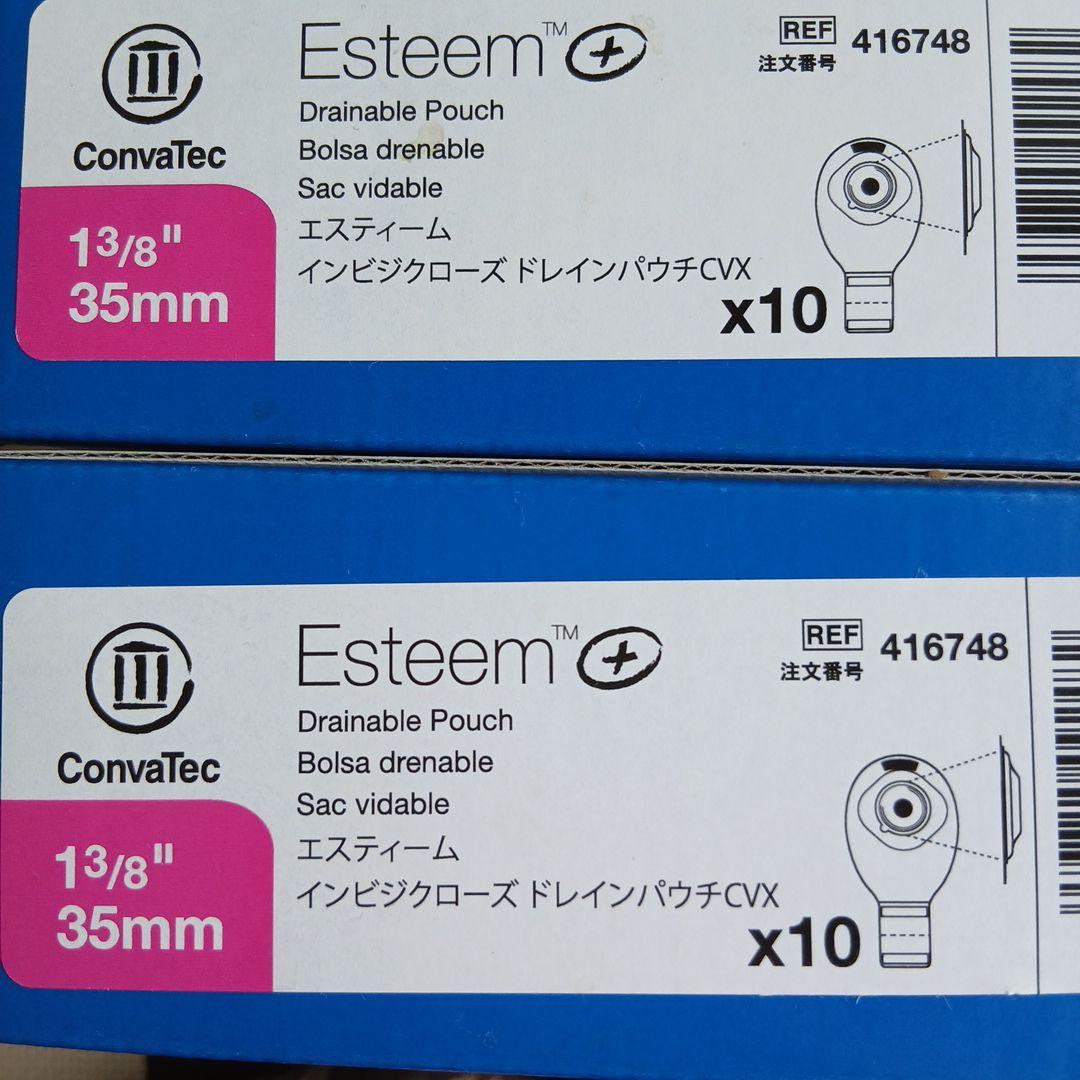 Esteem™ +
REF 416748
注文番号
ConvaTec
Drainable Pouch
Bolsa drenable
Sac vidable
エスティーム
インビジクローズ ドレインパウチCVX
1 3/8"
35mm
x10
Esteem™ +
REF 416748
注文番号
ConvaTec
Drainable Pouch
Bolsa drenable
Sac vidable
エスティーム
インビジクローズ ドレインパウチCVX
1 3/8"
35mm
x10